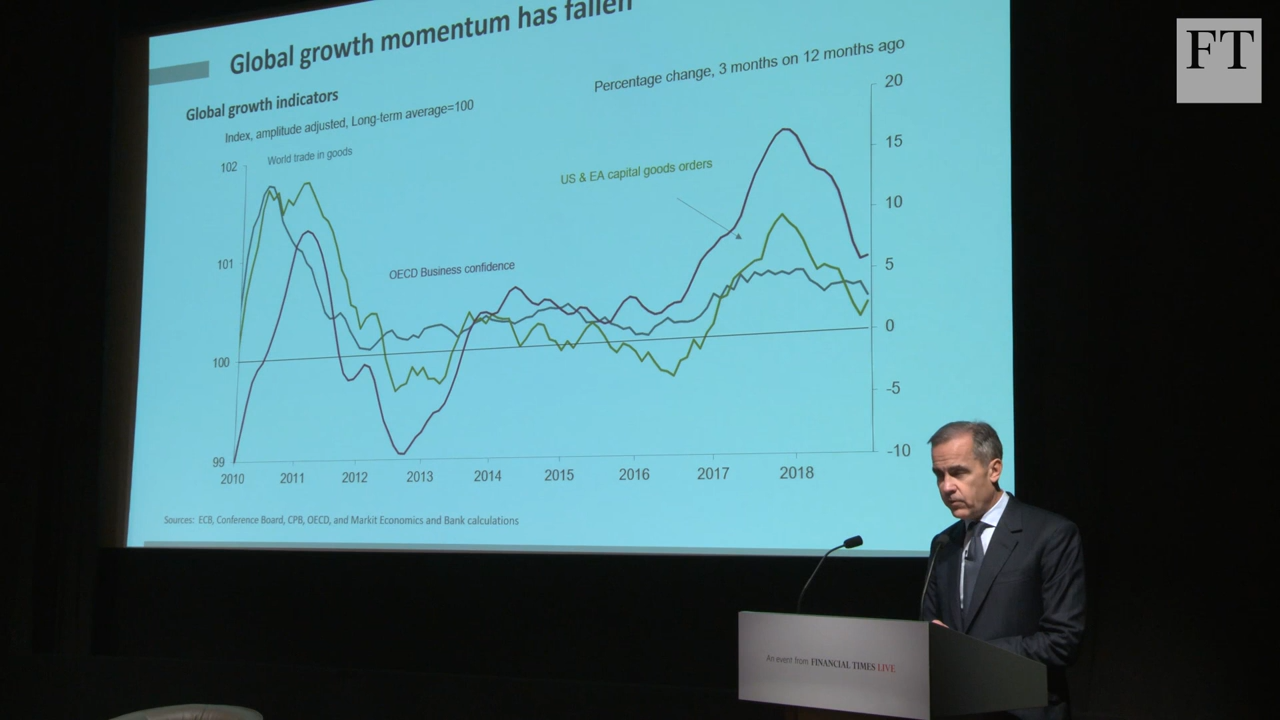 Global growth momentum has fallen
FT
Global growth indicators
Percentage change, 3 months on 12 months ago
Index, amplitude adjusted, Long-term average=100
World trade in goods
US & EA capital goods orders
OECD Business confidence
102
101
100
99
20
15
10
5
0
-5
-10
2010 2011 2012 2013 2014 2015 2016 2017 2018
Sources: ECB, Conference Board, CPB, OECD, and Markit Economics and Bank calculations
An event from FINANCIAL TIMES LIVE